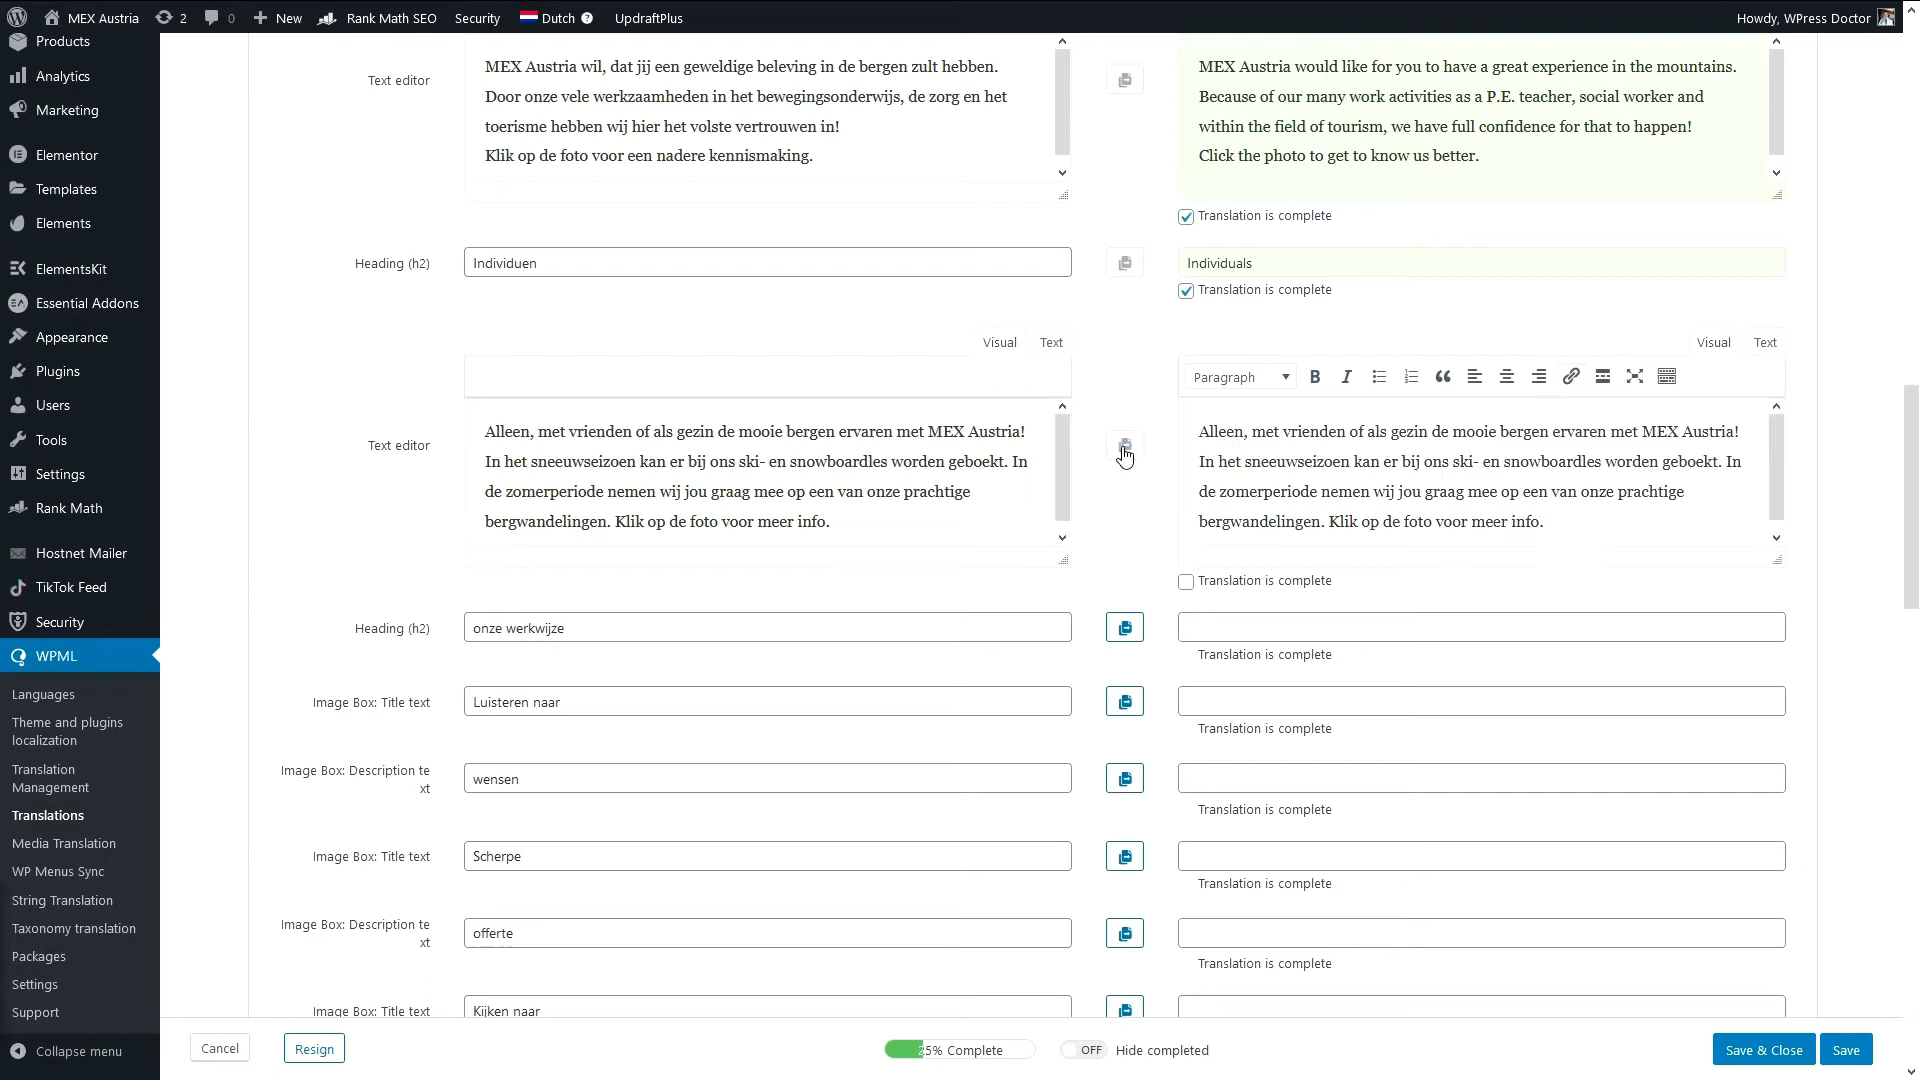 MEX Austria
2
0
New
Rank Math SEO
Security
Dutch
UpdraftPlus
Howdy, WPress Doctor
Products
Analytics
Marketing
Elementor
Templates
Elements
ElementsKit
Essential Addons
Appearance
Plugins
Users
Tools
Settings
Rank Math
Hostnet Mailer
TikTok Feed
Security
WPML
Languages
Theme and plugins
localization
Translation
Management
Translations
Media Translation
WP Menus Sync
String Translation
Taxonomy translation
Packages
Settings
Support
Collapse menu
Text editor
MEX Austria wil, dat jij een geweldige beleving in de bergen zult hebben.
Door onze vele werkzaamheden in het bewegingsonderwijs, de zorg en het
toerisme hebben wij hier het volste vertrouwen in!
Klik op de foto voor een nadere kennismaking.
MEX Austria would like for you to have a great experience in the mountains.
Because of our many work activities as a P.E. teacher, social worker and
within the field of tourism, we have full confidence for that to happen!
Click the photo to get to know us better.
Translation is complete
Heading (h2)
Individuen
Individuals
Translation is complete
Visual Text
Visual Text
Paragraph
Text editor
Alleen, met vrienden of als gezin de mooie bergen ervaren met MEX Austria!
In het sneeuwseizoen kan er bij ons ski- en snowboardles worden geboekt. In
de zomerperiode nemen wij jou graag mee op een van onze prachtige
bergwandelingen. Klik op de foto voor meer info.
Alleen, met vrienden of als gezin de mooie bergen ervaren met MEX Austria!
In het sneeuwseizoen kan er bij ons ski- en snowboardles worden geboekt. In
de zomerperiode nemen wij jou graag mee op een van onze prachtige
bergwandelingen. Klik op de foto voor meer info.
Translation is complete
Heading (h2)
onze werkwijze
Translation is complete
Image Box: Title text
Luisteren naar
Translation is complete
Image Box: Description te
xt
wensen
Translation is complete
Image Box: Title text
Scherpe
Translation is complete
Image Box: Description te
xt
offerte
Translation is complete
Image Box: Title text
Kijken naar
Cancel
Resign
25% Complete
OFF
Hide completed
Save & Close
Save